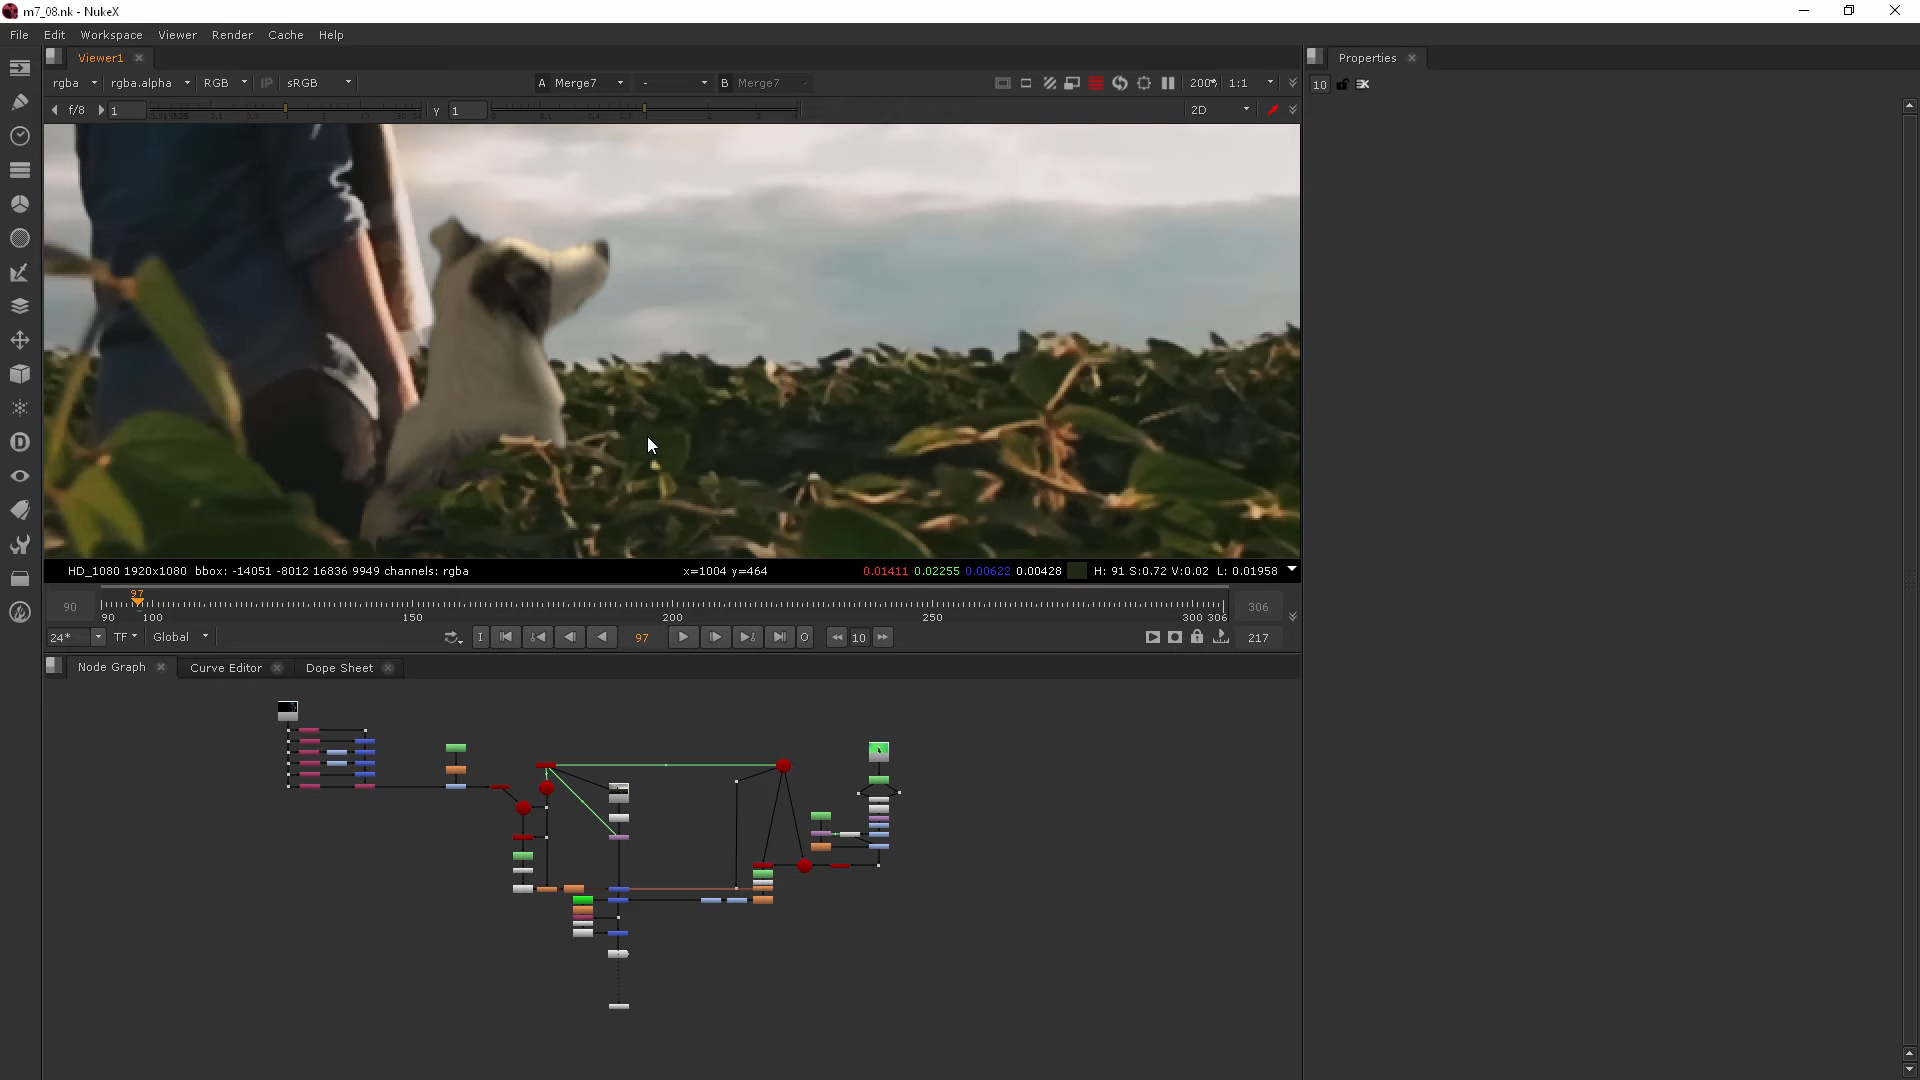 m7_08.nk - NukeX
File Edit Workspace Viewer Render Cache Help
Viewer1
Properties
rgba rgba.alpha RGB IP sRGB A Merge7 - B Merge7 200% 1:1
10
f/8 1 Y 1 2D
HD_1080 1920x1080 bbox: -14051 -8012 16836 9949 channels: rgba x=1004 y=464 0.01411 0.02255 0.00622 0.00428 H: 91 S:0.72 V:0.02 L: 0.01958
97
90 306
90 100 150 200 250 300 306
24* TF Global I 97 O 10 217
Node Graph Curve Editor Dope Sheet